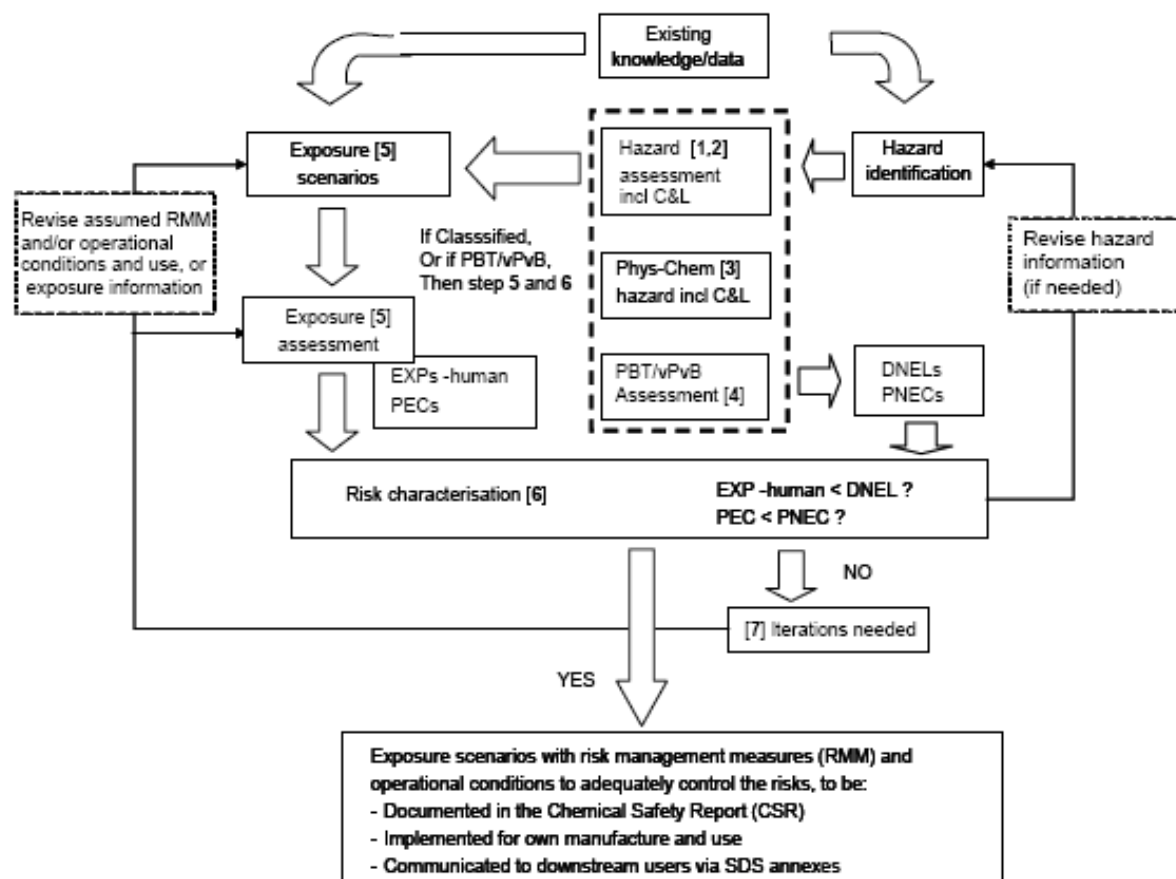 Existing
knowledge/data
Exposure [5]
scenarios
Hazard [1,2]
assessment
incl C&L
Hazard
identification
Revise assumed RMM
and/or operational
conditions and use, or
exposure information
If Classsified,
Or if PBT/vPvB,
Then step 5 and 6
Phys-Chem [3]
hazard incl C&L
Revise hazard
information
(if needed)
Exposure [5]
assessment
EXPs -human
PECs
PBT/vPvB
Assessment [4]
DNELs
PNECs
Risk characterisation [6]
EXP -human < DNEL ?
PEC < PNEC ?
NO
[7] Iterations needed
YES
Exposure scenarios with risk management measures (RMM) and
operational conditions to adequately control the risks, to be:
- Documented in the Chemical Safety Report (CSR)
- Implemented for own manufacture and use
- Communicated to downstream users via SDS annexes